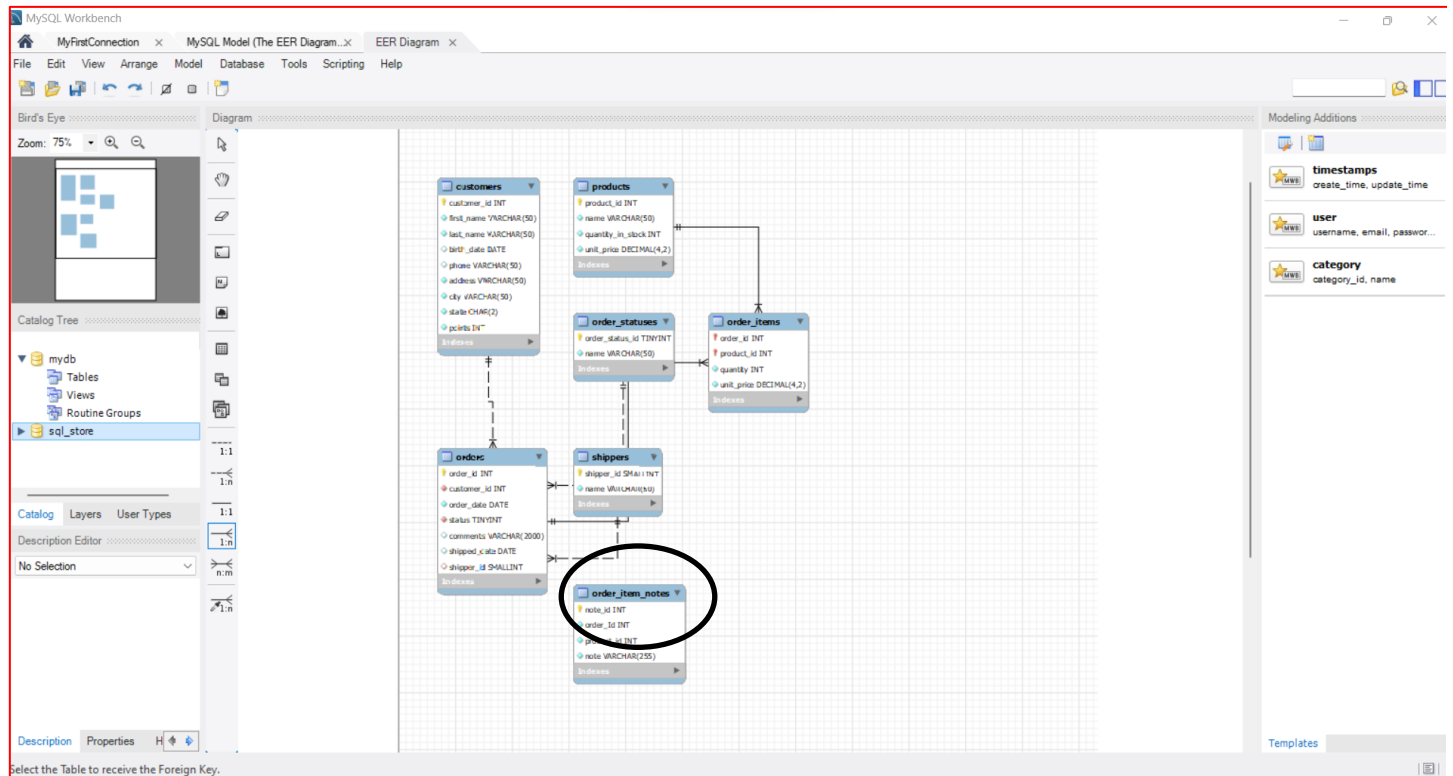 MySQL Workbench
MyFirstConnection × MySQL Model (The EER Diagram..× EER Diagram ×
File Edit View Arrange Model Database Tools Scripting Help
Bird's Eye
Diagram
Modeling Additions
Zoom: 75%
timestamps
create_time, update_time
user
username, email, passwor...
category
category_id, name
customers
customer_id INT
first_name VARCHAR(50)
last_name VARCHAR(50)
birth_date DATE
phone VARCHAR(50)
address VARCHAR(50)
city VARCHAR(50)
state CHAR(2)
points INT
Indexes
products
product_id INT
name VARCHAR(50)
quantity_in_stock INT
unit_price DECIMAL(4,2)
Indexes
order_statuses
order_status_id TINYINT
name VARCHAR(50)
Indexes
order_items
order_id INT
product_id INT
quantity INT
unit_price DECIMAL(4,2)
Indexes
Catalog Tree
mydb
Tables
Views
Routine Groups
sql_store
1:1
1:n
1:1
1:n
n:m
1:n
orders
order_id INT
customer_id INT
order_date DATE
status TINYINT
comments VARCHAR(2000)
shipped_date DATE
shipper_id SMALLINT
Indexes
shippers
shipper_id SMALLINT
name VARCHAR(50)
Indexes
order_item_notes
note_id INT
order_Id INT
product_id INT
note VARCHAR(255)
Indexes
Catalog Layers User Types
Description Editor
No Selection
Description Properties H
Templates
Select the Table to receive the Foreign Key.